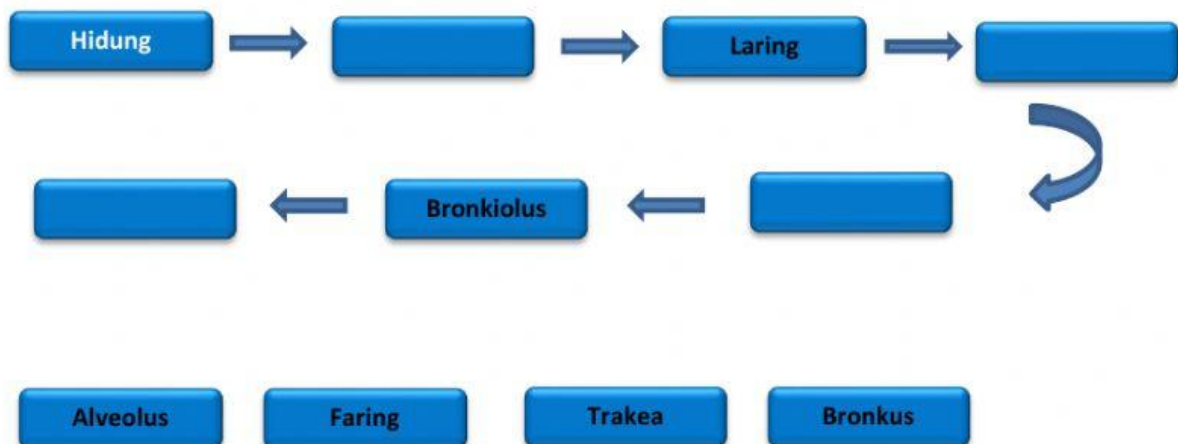 Hidung
Laring
Bronkiolus
Alveolus
Faring
Trakea
Bronkus